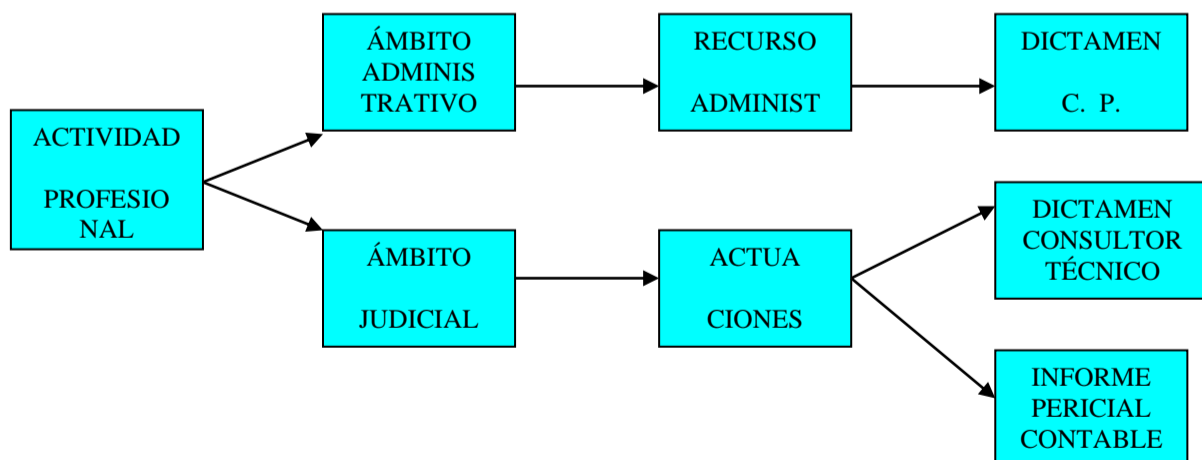 ACTIVIDAD
PROFESIO
NAL
ÁMBITO
ADMINIS
TRATIVO
RECURSO
ADMINIST
DICTAMEN
C. P.
ÁMBITO
JUDICIAL
ACTUA
CIONES
DICTAMEN
CONSULTOR
TÉCNICO
INFORME
PERICIAL
CONTABLE